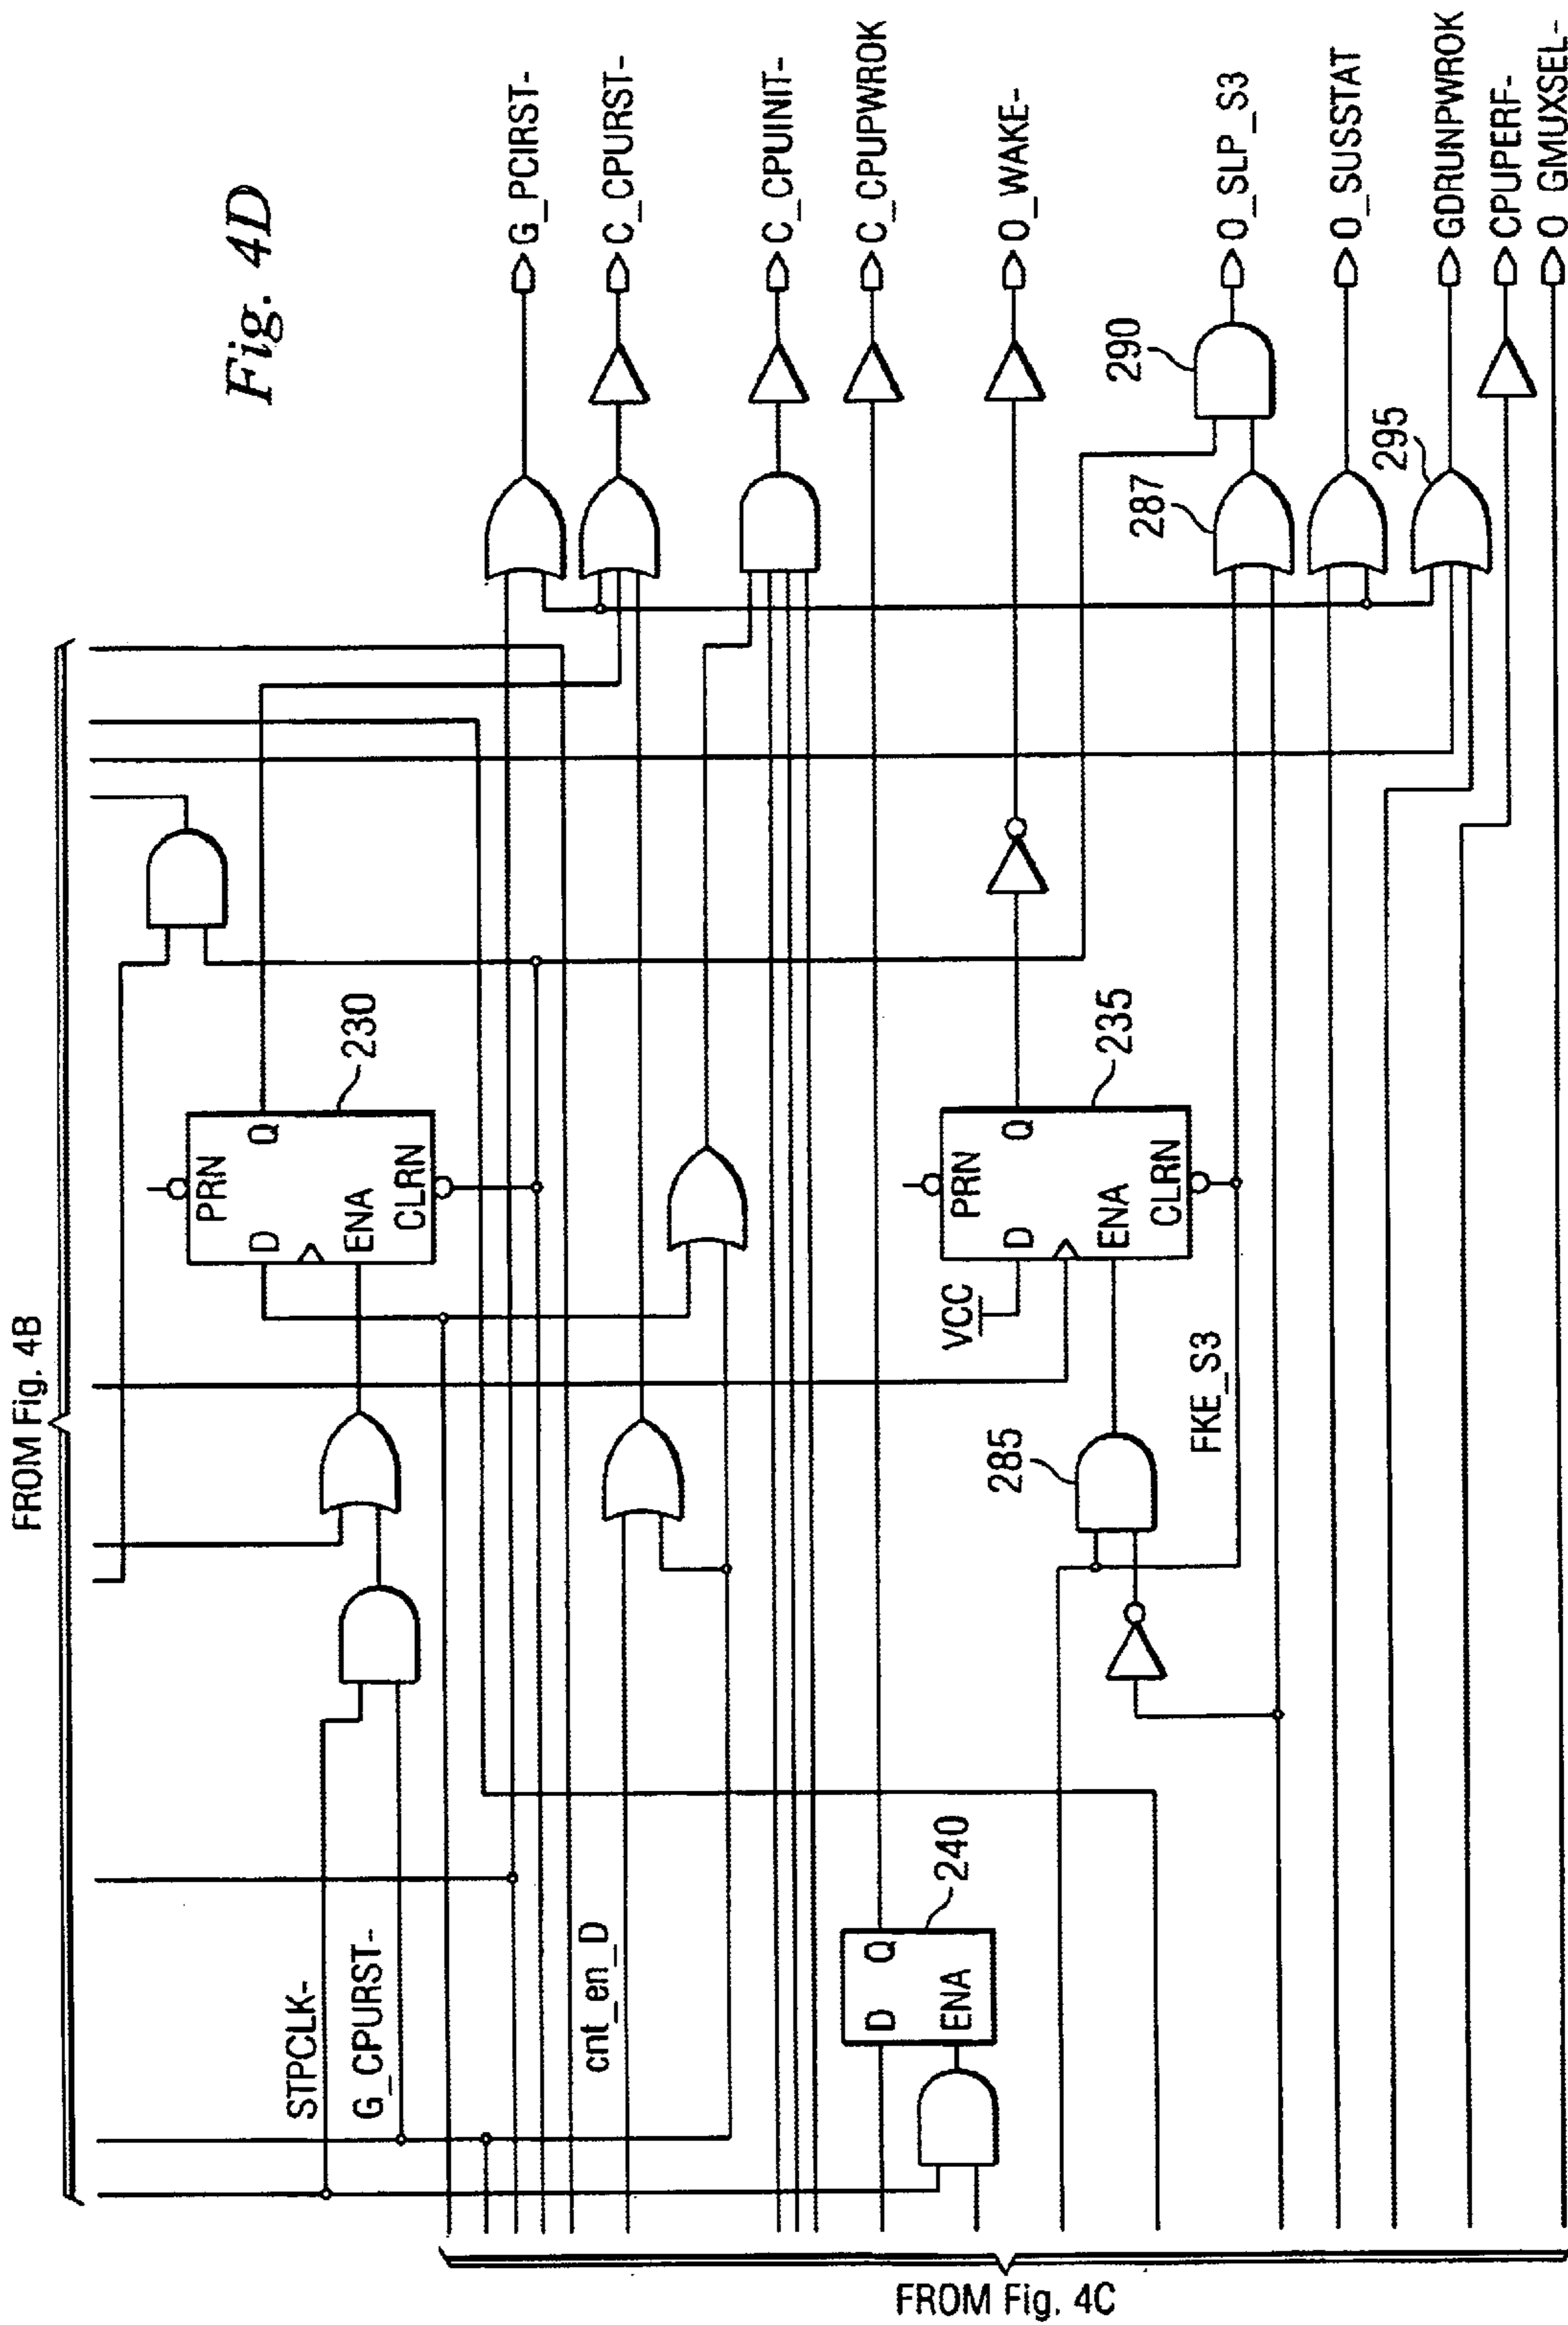 Fig. 4D
FROM Fig. 4B
G_PCIRST-
C_CPURST-
C_CPUINIT-
C_CPUPWROK
O_WAKE-
O_SLP_S3
O_SUSSTAT
GDRUNPWROK
CPUPERF-
O_GMUXSEL-
290
287
295
230
PRN
D
Q
ENA
CLRN
235
PRN
D
Q
ENA
CLRN
VCC
285
FKE_S3
240
D
Q
ENA
STPCLK-
G_CPURST-
cnt_en_D
FROM Fig. 4C